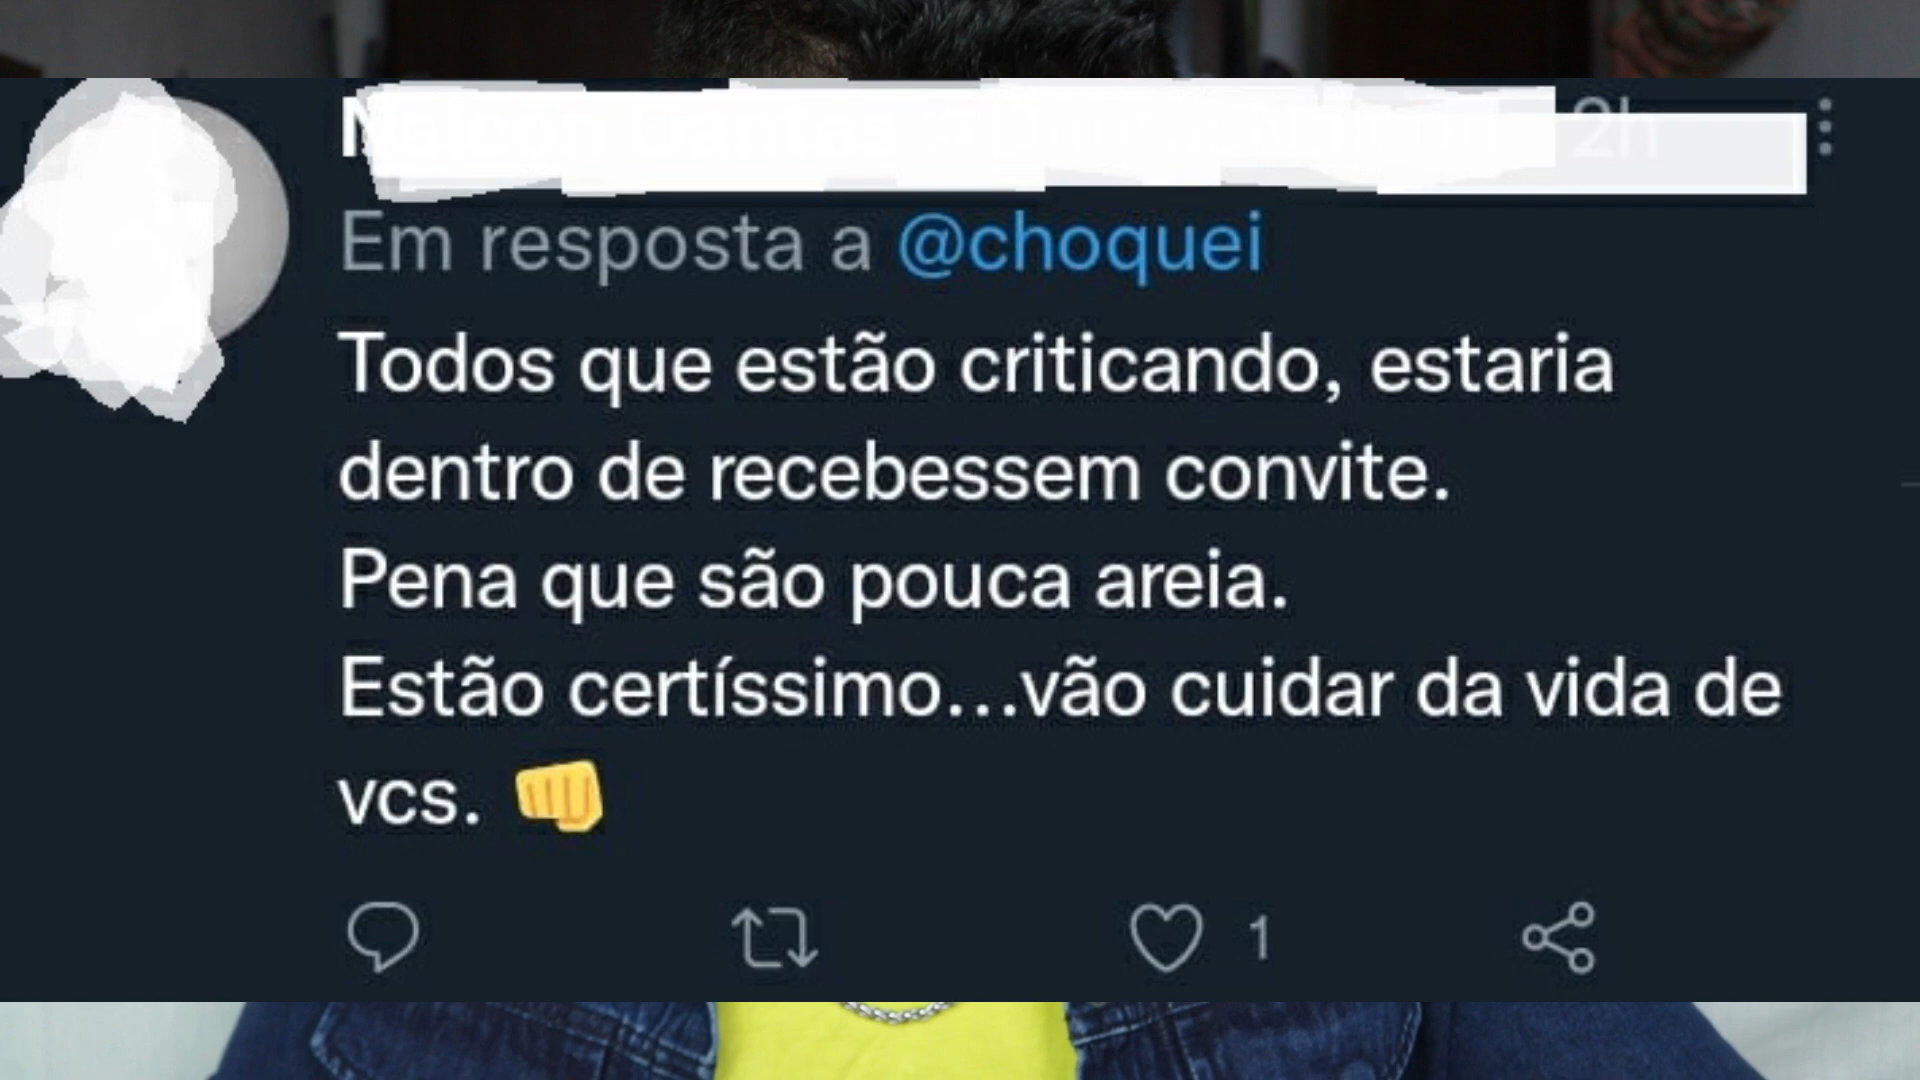 2h
Em resposta a @choquei
Todos que estão criticando, estaria
dentro de recebessem convite.
Pena que são pouca areia.
Estão certíssimo...vão cuidar da vida de
vcs. 👊
1